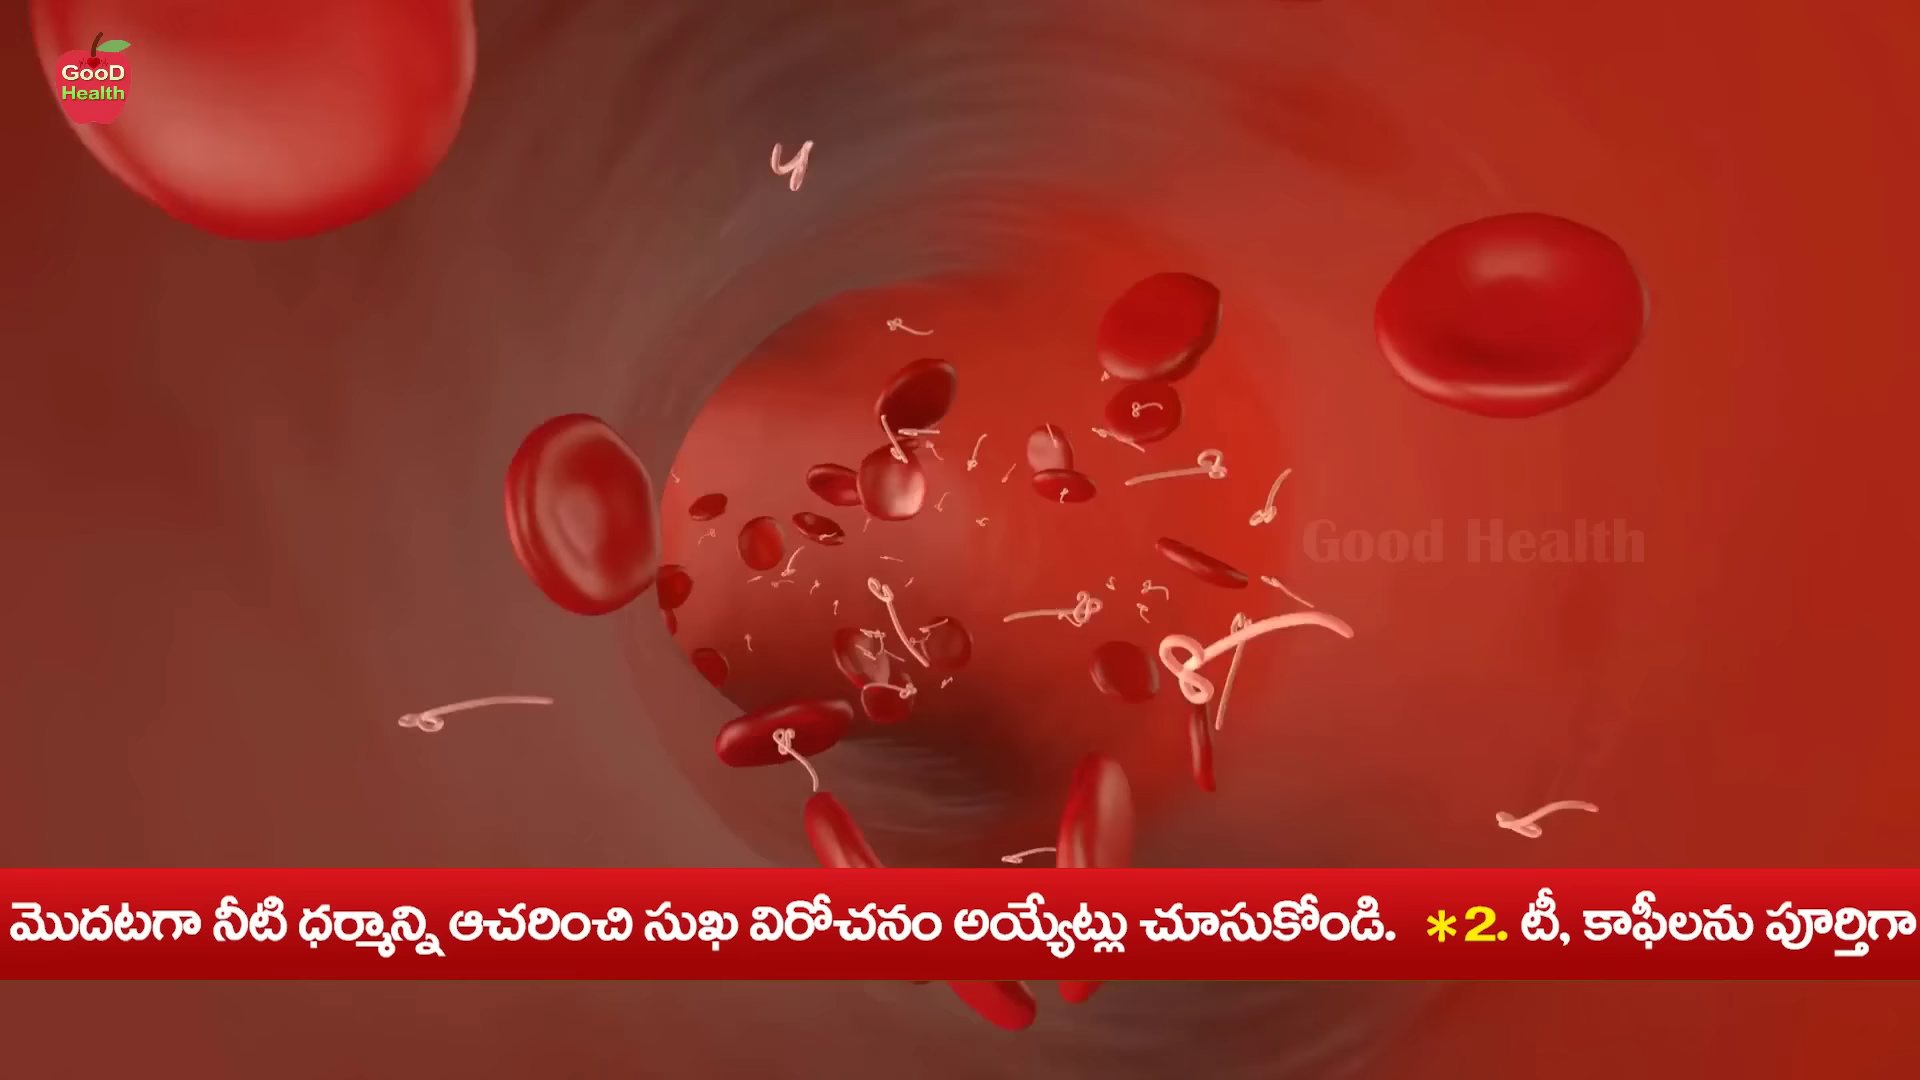 GooD
Health
Good Health
మొదటగా నీటి ధర్మాన్ని ఆచరించి సుఖ విరోచనం అయ్యేట్లు చూసుకోండి. *2. టీ, కాఫీలను పూర్తిగా